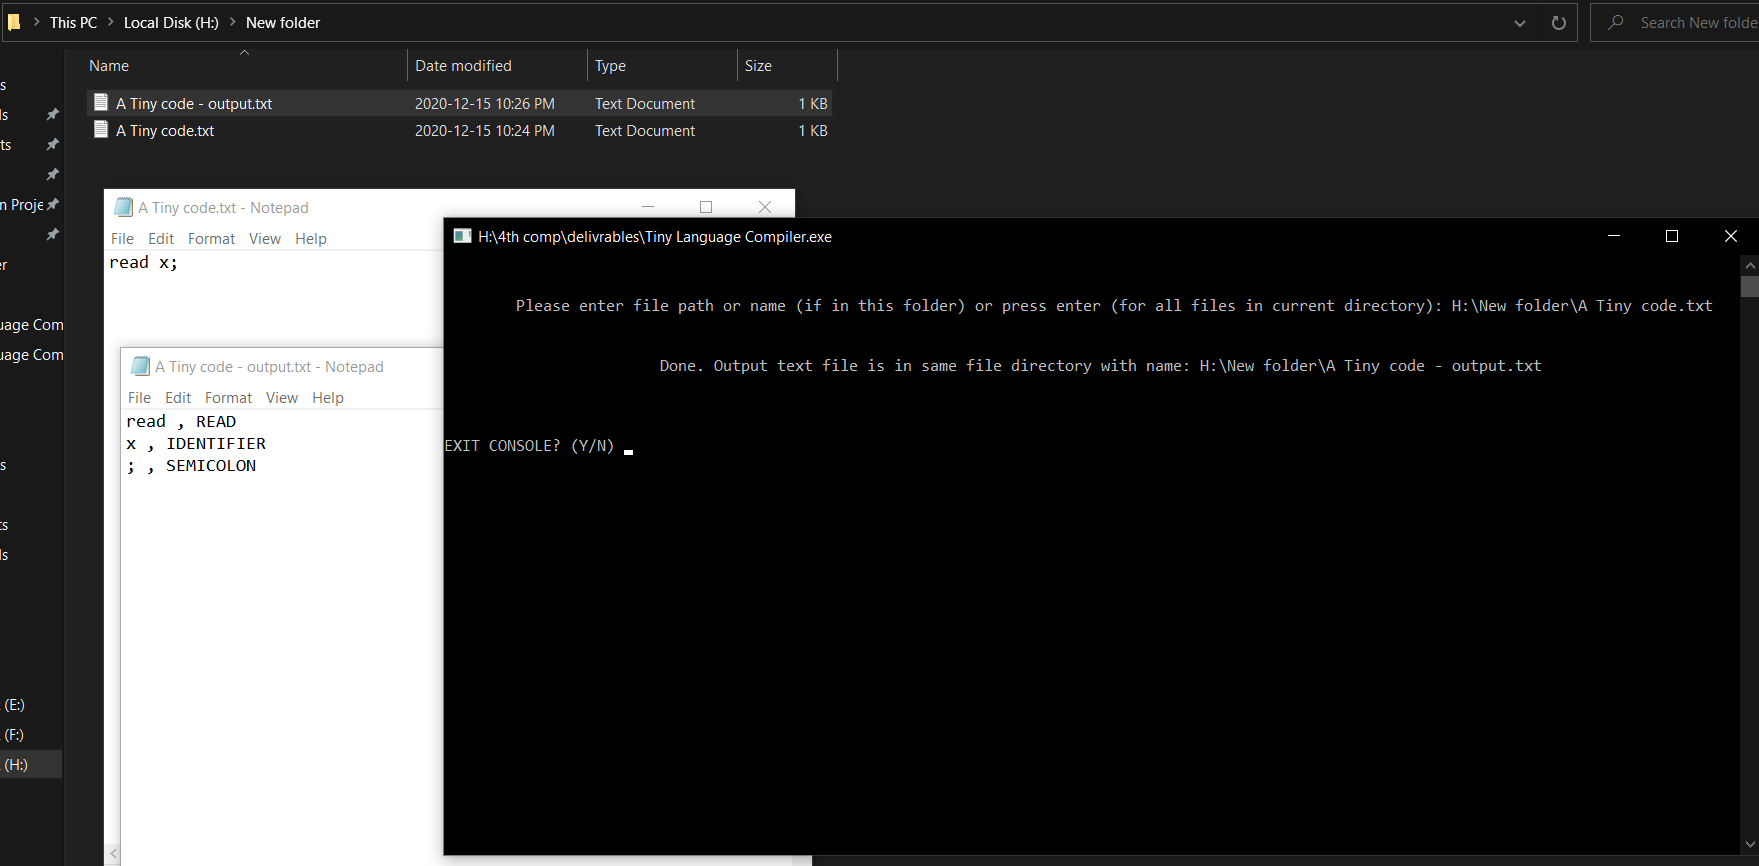 This PC > Local Disk (H:) > New folder
Search New folde
Name Date modified Type Size
A Tiny code - output.txt 2020-12-15 10:26 PM Text Document 1 KB
A Tiny code.txt 2020-12-15 10:24 PM Text Document 1 KB
s
ls
ts
n Proje
er
uage Com
uage Com
s
ts
ls
(E:)
(F:)
(H:)
A Tiny code.txt - Notepad
File Edit Format View Help
read x;
A Tiny code - output.txt - Notepad
File Edit Format View Help
read , READ
x , IDENTIFIER
; , SEMICOLON
H:\4th comp\delivrables\Tiny Language Compiler.exe
Please enter file path or name (if in this folder) or press enter (for all files in current directory): H:\New folder\A Tiny code.txt
Done. Output text file is in same file directory with name: H:\New folder\A Tiny code - output.txt
EXIT CONSOLE? (Y/N)